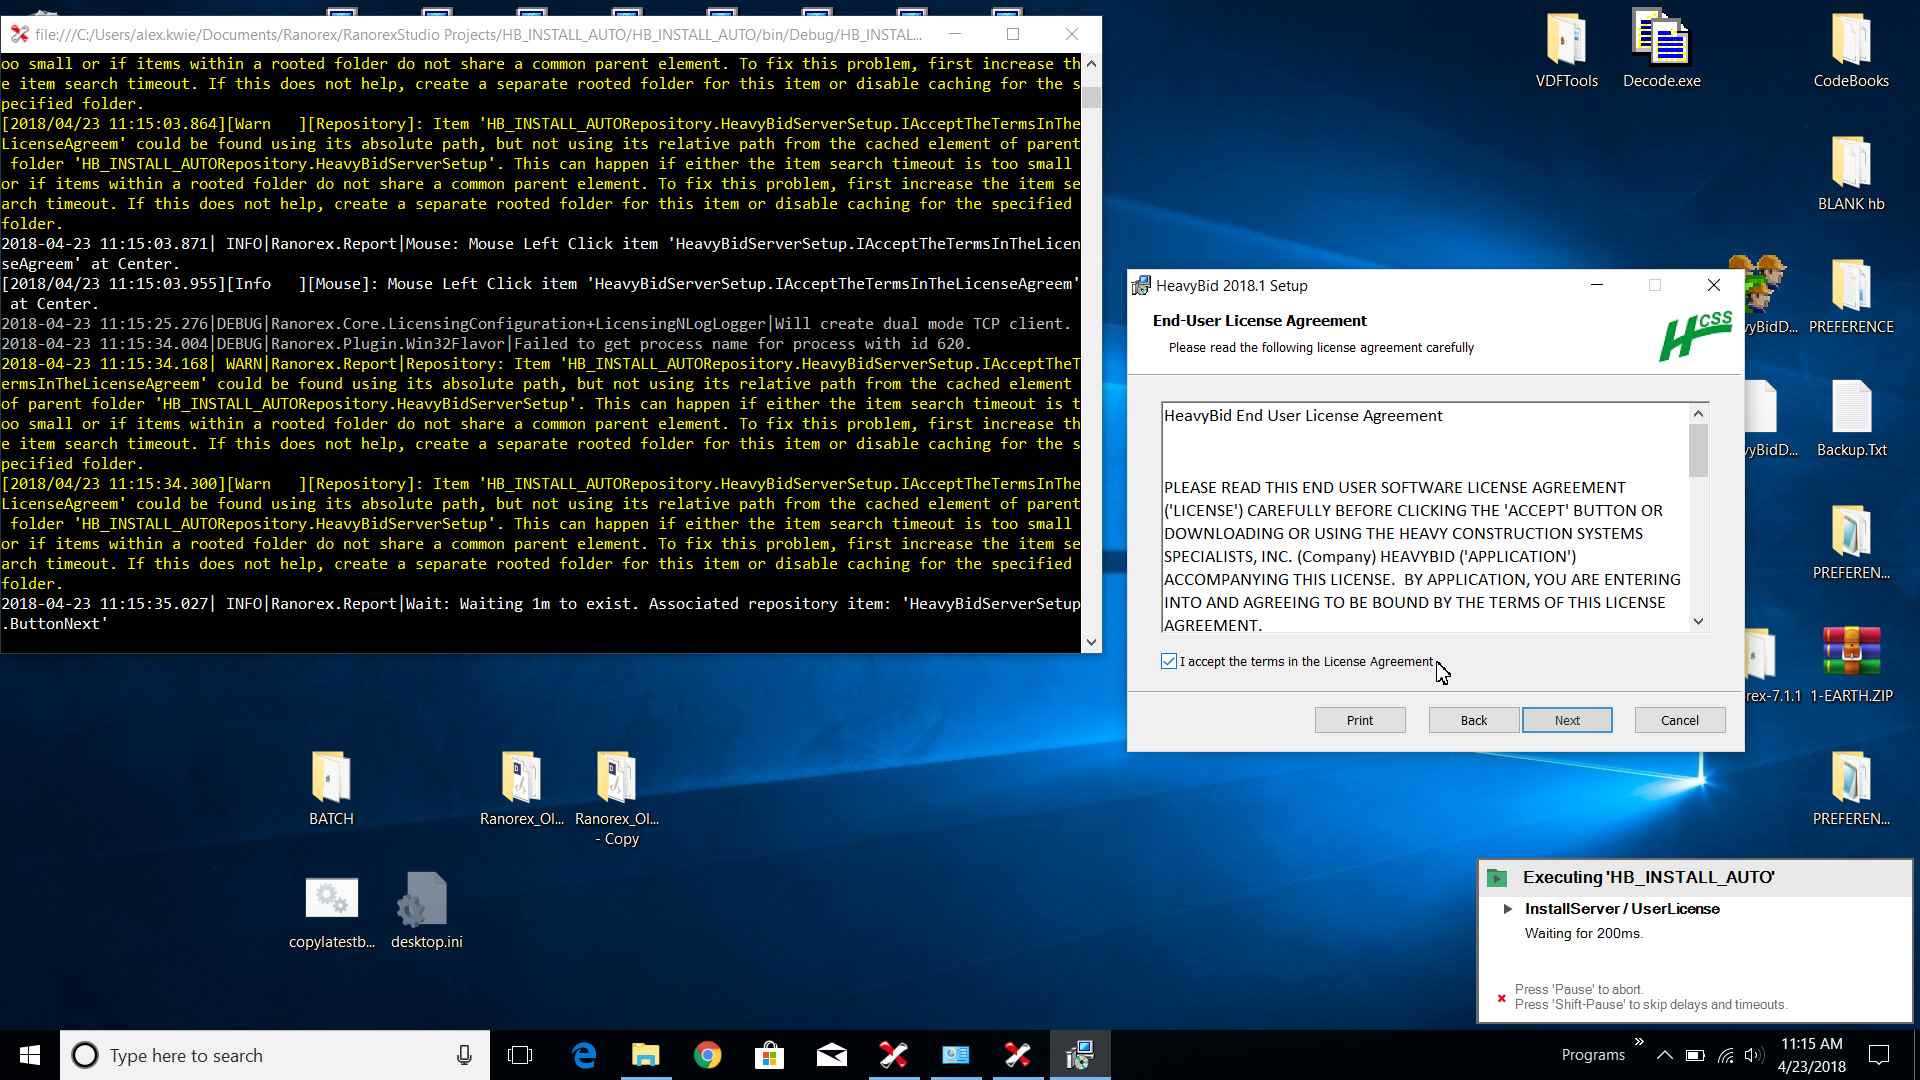 file:///C:/Users/alex.kwie/Documents/Ranorex/RanorexStudio Projects/HB_INSTALL_AUTO/HB_INSTALL_AUTO/bin/Debug/HB_INSTAL...
oo small or if items within a rooted folder do not share a common parent element. To fix this problem, first increase th
e item search timeout. If this does not help, create a separate rooted folder for this item or disable caching for the s
pecified folder.
[2018/04/23 11:15:03.864][Warn   ][Repository]: Item 'HB_INSTALL_AUTORepository.HeavyBidServerSetup.IAcceptTheTermsInThe
LicenseAgreem' could be found using its absolute path, but not using its relative path from the cached element of parent
 folder 'HB_INSTALL_AUTORepository.HeavyBidServerSetup'. This can happen if either the item search timeout is too small
or if items within a rooted folder do not share a common parent element. To fix this problem, first increase the item se
arch timeout. If this does not help, create a separate rooted folder for this item or disable caching for the specified
folder.
2018-04-23 11:15:03.871| INFO|Ranorex.Report|Mouse: Mouse Left Click item 'HeavyBidServerSetup.IAcceptTheTermsInTheLicen
seAgreem' at Center.
[2018/04/23 11:15:03.955][Info   ][Mouse]: Mouse Left Click item 'HeavyBidServerSetup.IAcceptTheTermsInTheLicenseAgreem'
 at Center.
2018-04-23 11:15:25.276|DEBUG|Ranorex.Core.LicensingConfiguration+LicensingNLogLogger|Will create dual mode TCP client.
2018-04-23 11:15:34.004|DEBUG|Ranorex.Plugin.Win32Flavor|Failed to get process name for process with id 620.
2018-04-23 11:15:34.168| WARN|Ranorex.Report|Repository: Item 'HB_INSTALL_AUTORepository.HeavyBidServerSetup.IAcceptTheT
ermsInTheLicenseAgreem' could be found using its absolute path, but not using its relative path from the cached element
of parent folder 'HB_INSTALL_AUTORepository.HeavyBidServerSetup'. This can happen if either the item search timeout is t
oo small or if items within a rooted folder do not share a common parent element. To fix this problem, first increase th
e item search timeout. If this does not help, create a separate rooted folder for this item or disable caching for the s
pecified folder.
[2018/04/23 11:15:34.300][Warn   ][Repository]: Item 'HB_INSTALL_AUTORepository.HeavyBidServerSetup.IAcceptTheTermsInThe
LicenseAgreem' could be found using its absolute path, but not using its relative path from the cached element of parent
 folder 'HB_INSTALL_AUTORepository.HeavyBidServerSetup'. This can happen if either the item search timeout is too small
or if items within a rooted folder do not share a common parent element. To fix this problem, first increase the item se
arch timeout. If this does not help, create a separate rooted folder for this item or disable caching for the specified
folder.
2018-04-23 11:15:35.027| INFO|Ranorex.Report|Wait: Waiting 1m to exist. Associated repository item: 'HeavyBidServerSetup
.ButtonNext'
VDFTools
Decode.exe
CodeBooks
BLANK hb
vyBidD...
PREFERENCE
vyBidD...
Backup.Txt
PREFEREN...
rex-7.1.1
1-EARTH.ZIP
PREFEREN...
HeavyBid 2018.1 Setup
End-User License Agreement
Please read the following license agreement carefully
HCSS
HeavyBid End User License Agreement
PLEASE READ THIS END USER SOFTWARE LICENSE AGREEMENT
('LICENSE') CAREFULLY BEFORE CLICKING THE 'ACCEPT' BUTTON OR
DOWNLOADING OR USING THE HEAVY CONSTRUCTION SYSTEMS
SPECIALISTS, INC. (Company) HEAVYBID ('APPLICATION')
ACCOMPANYING THIS LICENSE.  BY APPLICATION, YOU ARE ENTERING
INTO AND AGREEING TO BE BOUND BY THE TERMS OF THIS LICENSE
AGREEMENT.
I accept the terms in the License Agreement
Print
Back
Next
Cancel
BATCH
Ranorex_Ol...
Ranorex_Ol...
- Copy
copylatestb...
desktop.ini
Executing 'HB_INSTALL_AUTO'
InstallServer / UserLicense
Waiting for 200ms.
Press 'Pause' to abort.
Press 'Shift-Pause' to skip delays and timeouts.
Type here to search
Programs
11:15 AM
4/23/2018